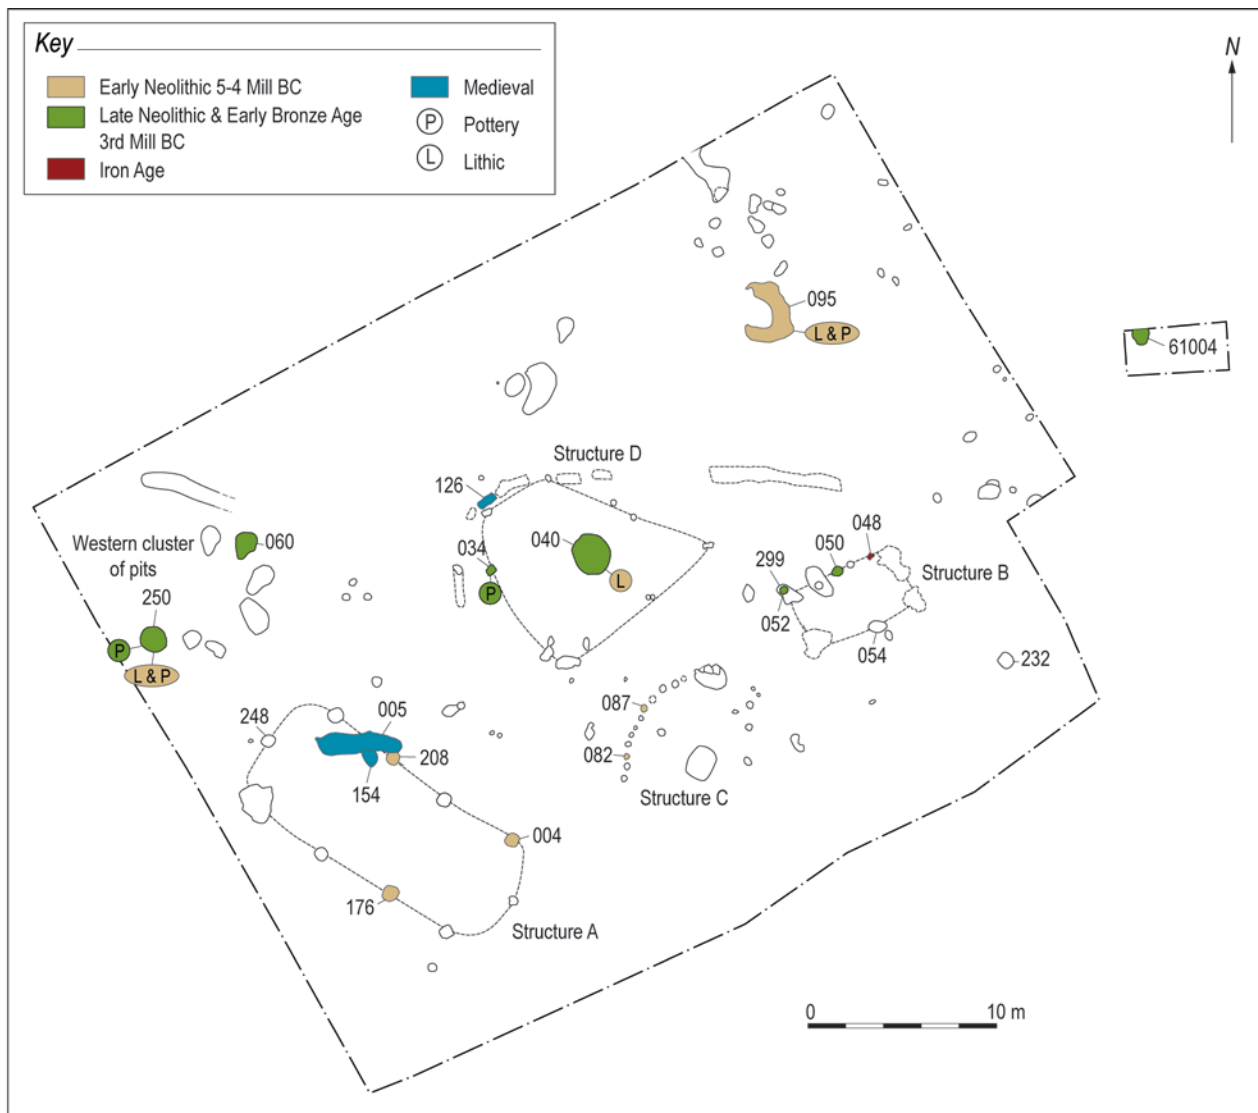 Key
Early Neolithic 5-4 Mill BC
Late Neolithic & Early Bronze Age
3rd Mill BC
Iron Age
Medieval
P Pottery
L Lithic
N
095
L & P
61004
Structure D
126
034
P
040
L
048
050
299
052
Structure B
054
232
Western cluster
of pits
060
250
P
L & P
248
005
208
154
087
082
Structure C
004
176
Structure A
0
10 m